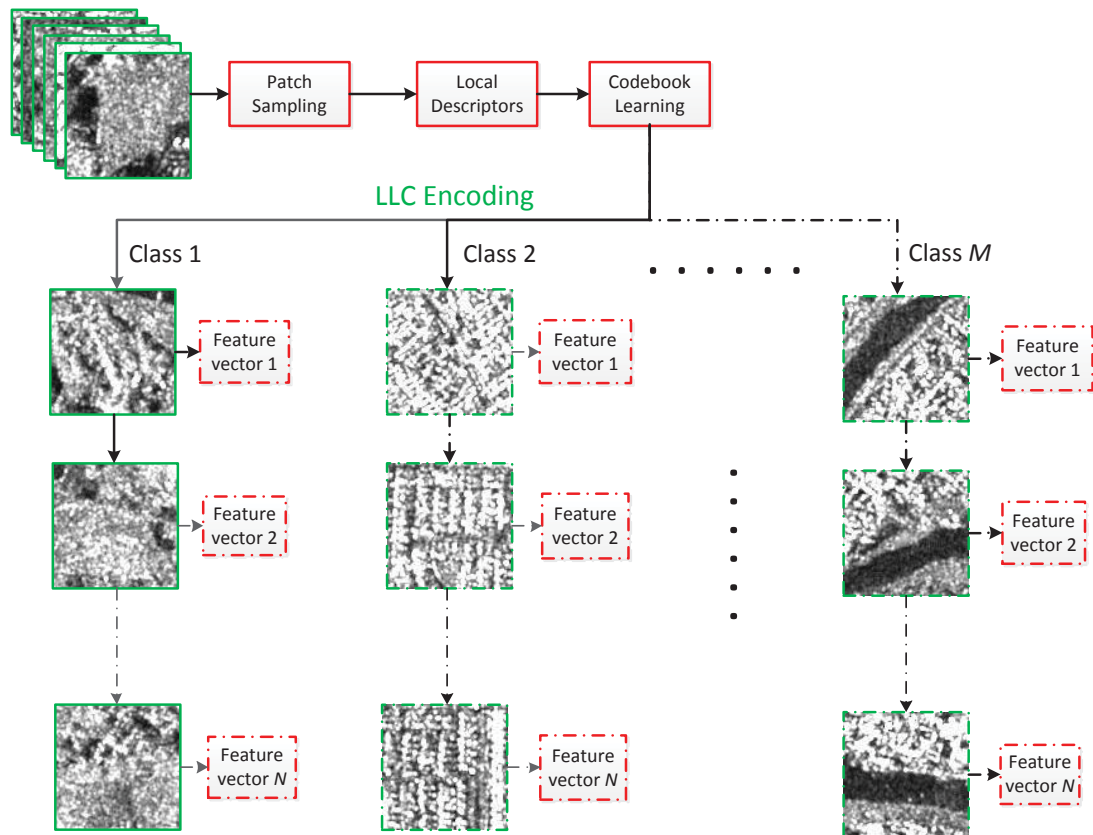 Patch
Sampling
Local
Descriptors
Codebook
Learning
LLC Encoding
Class 1
Class 2
Class M
Feature
vector 1
Feature
vector 1
Feature
vector 1
Feature
vector 2
Feature
vector 2
Feature
vector 2
Feature
vector N
Feature
vector N
Feature
vector N